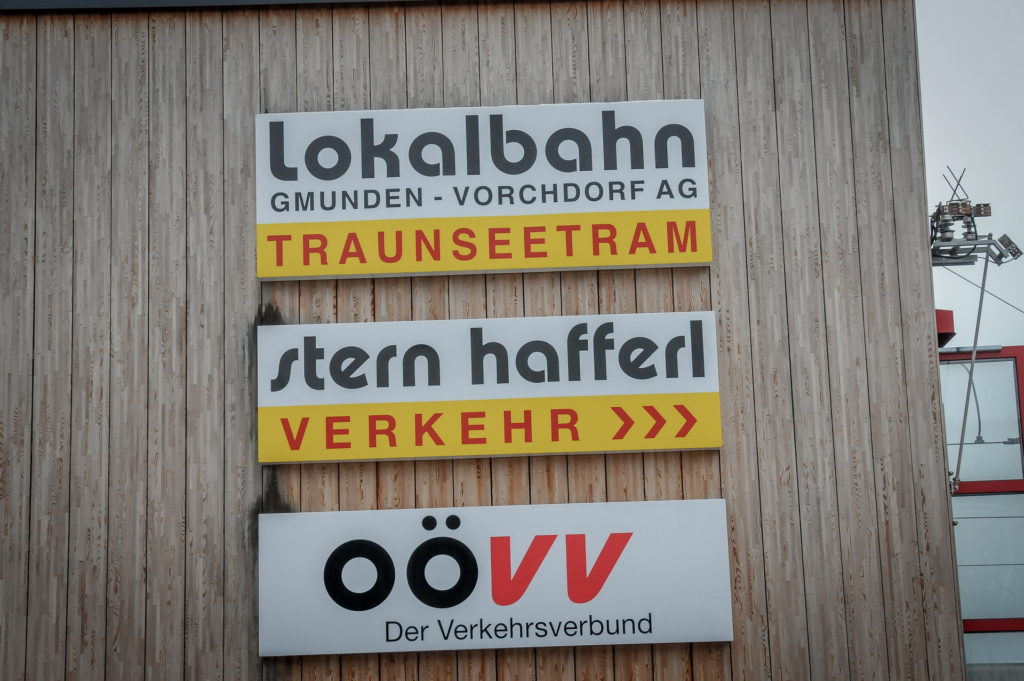 Lokalbahn
GMUNDEN - VORCHDORF AG
TRAUNSEETRAM
stern hafferl
VERKEHR >>>
OÖVV
Der Verkehrsverbund